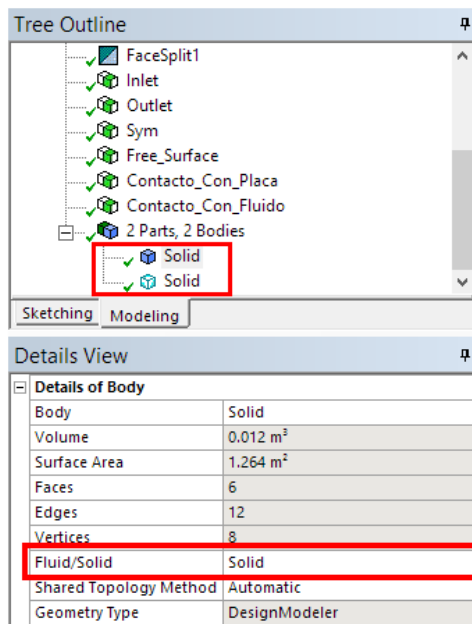 Tree Outline
FaceSplit1
Inlet
Outlet
Sym
Free_Surface
Contacto_Con_Placa
Contacto_Con_Fluido
2 Parts, 2 Bodies
Solid
Solid
Sketching Modeling
Details View
Details of Body
Body Solid
Volume 0.012 m³
Surface Area 1.264 m²
Faces 6
Edges 12
Vertices 8
Fluid/Solid Solid
Shared Topology Method Automatic
Geometry Type DesignModeler